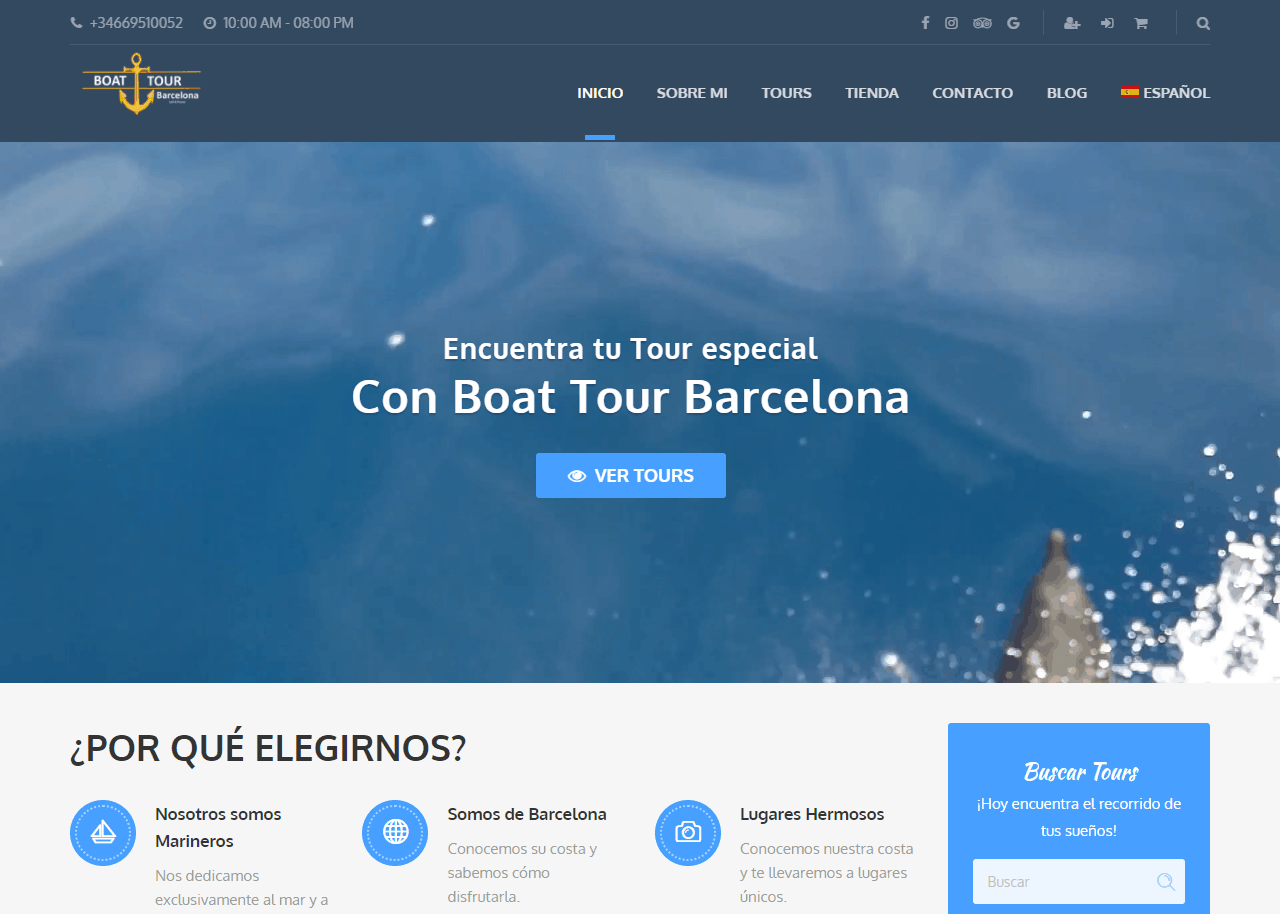 +34669510052 10:00 AM - 08:00 PM
BOAT TOUR
Barcelona
INICIO SOBRE MI TOURS TIENDA CONTACTO BLOG ESPAÑOL
Encuentra tu Tour especial
Con Boat Tour Barcelona
VER TOURS
¿POR QUÉ ELEGIRNOS?
Nosotros somos
Marineros
Nos dedicamos
exclusivamente al mar y a
Somos de Barcelona
Conocemos su costa y
sabemos cómo
disfrutarla.
Lugares Hermosos
Conocemos nuestra costa
y te llevaremos a lugares
únicos.
Buscar Tours
¡Hoy encuentra el recorrido de
tus sueños!
Buscar